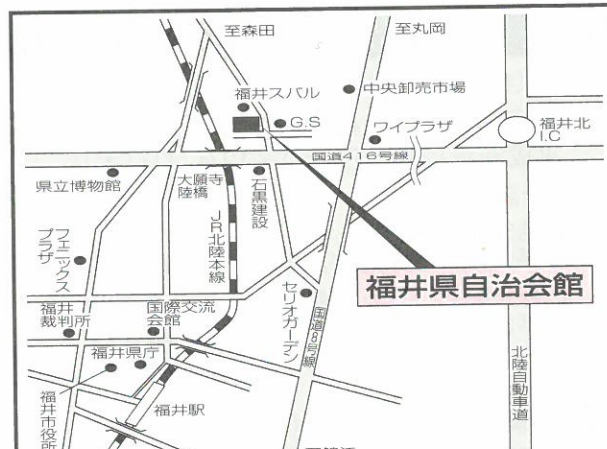 至森田
至丸岡
福井スバル
中央卸売市場
G.S
ワイプラザ
福井北
I.C
国道416号線
県立博物館
大願寺
陸橋
石黒建設
JR北陸本線
フェニックス
プラザ
福井県自治会館
セリオガーデン
国道8号線
福井
裁判所
国際交流
会館
福井県庁
福井駅
福井市役所
北陸自動車道